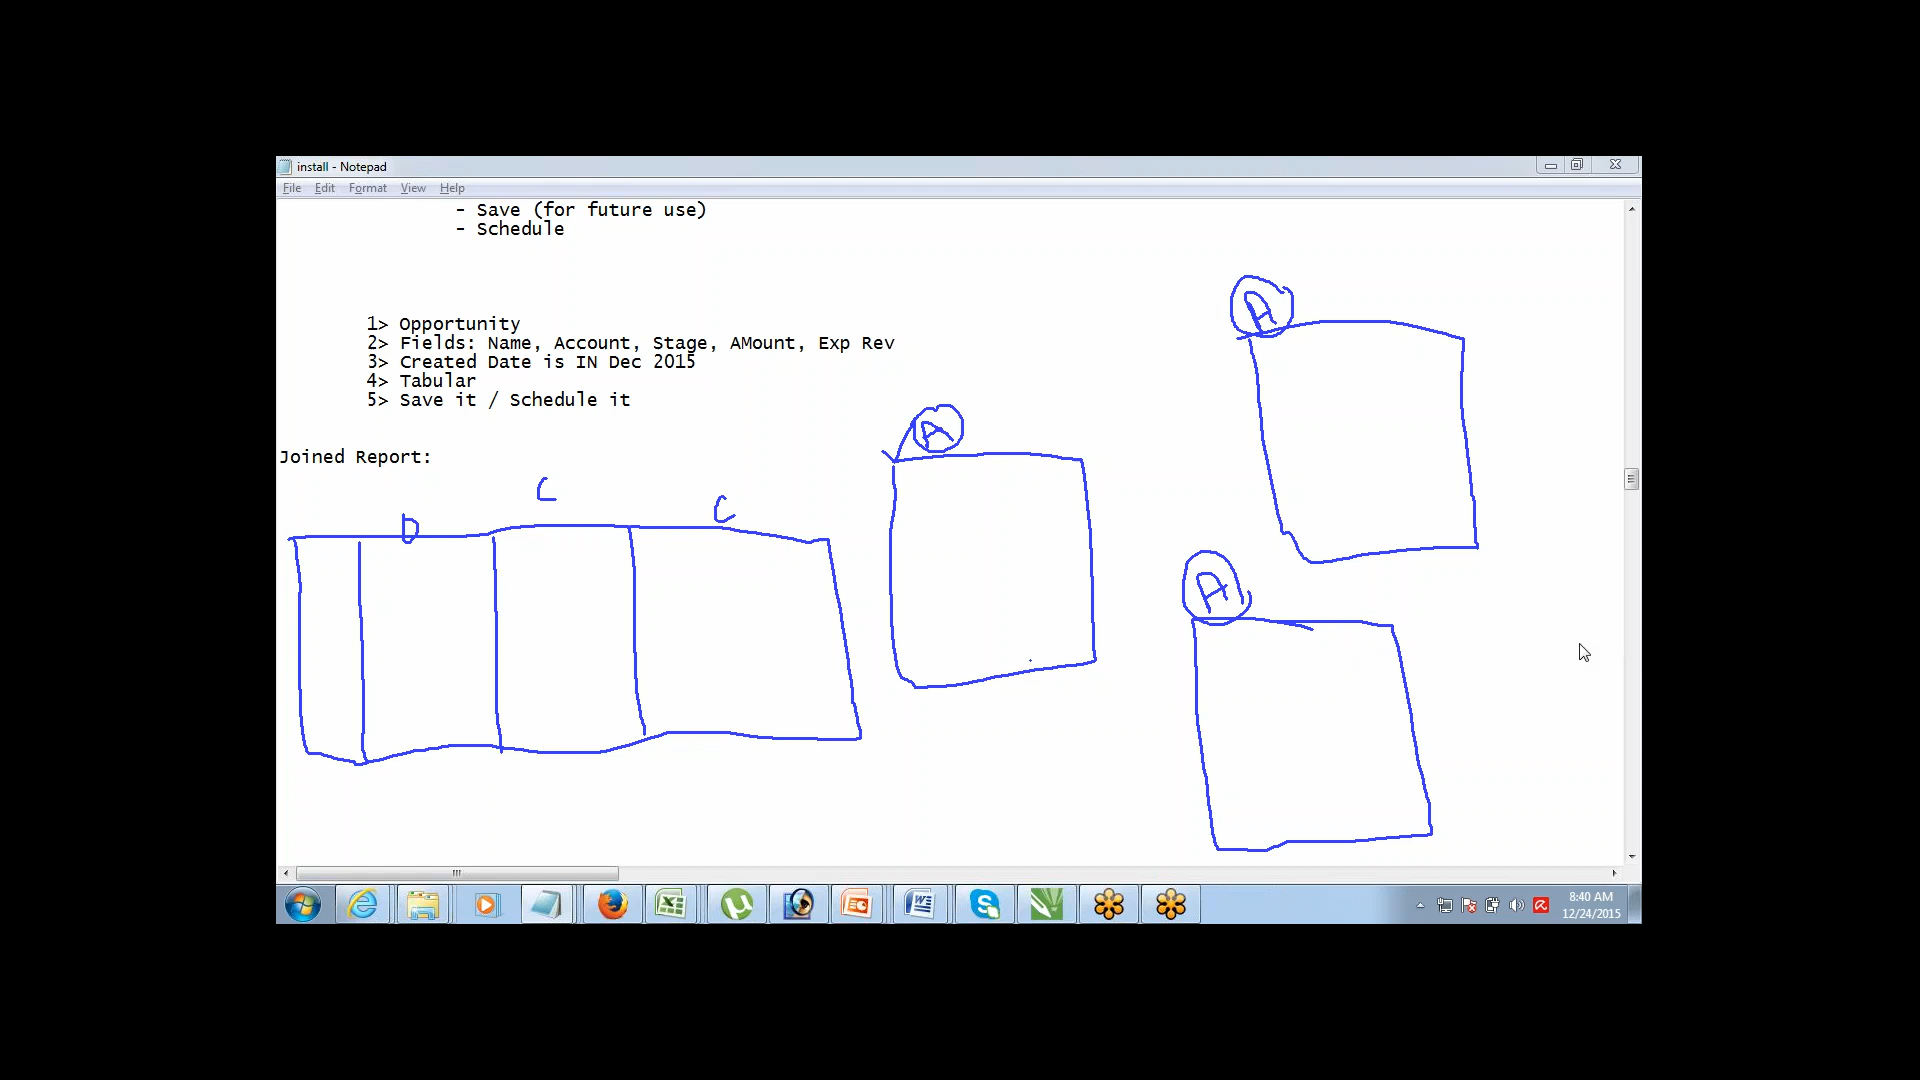 install - Notepad
File Edit Format View Help
- Save (for future use)
- Schedule
1> Opportunity
2> Fields: Name, Account, Stage, AMount, Exp Rev
3> Created Date is IN Dec 2015
4> Tabular
5> Save it / Schedule it
Joined Report:
A
A
C
C
D
A
8:40 AM
12/24/2015